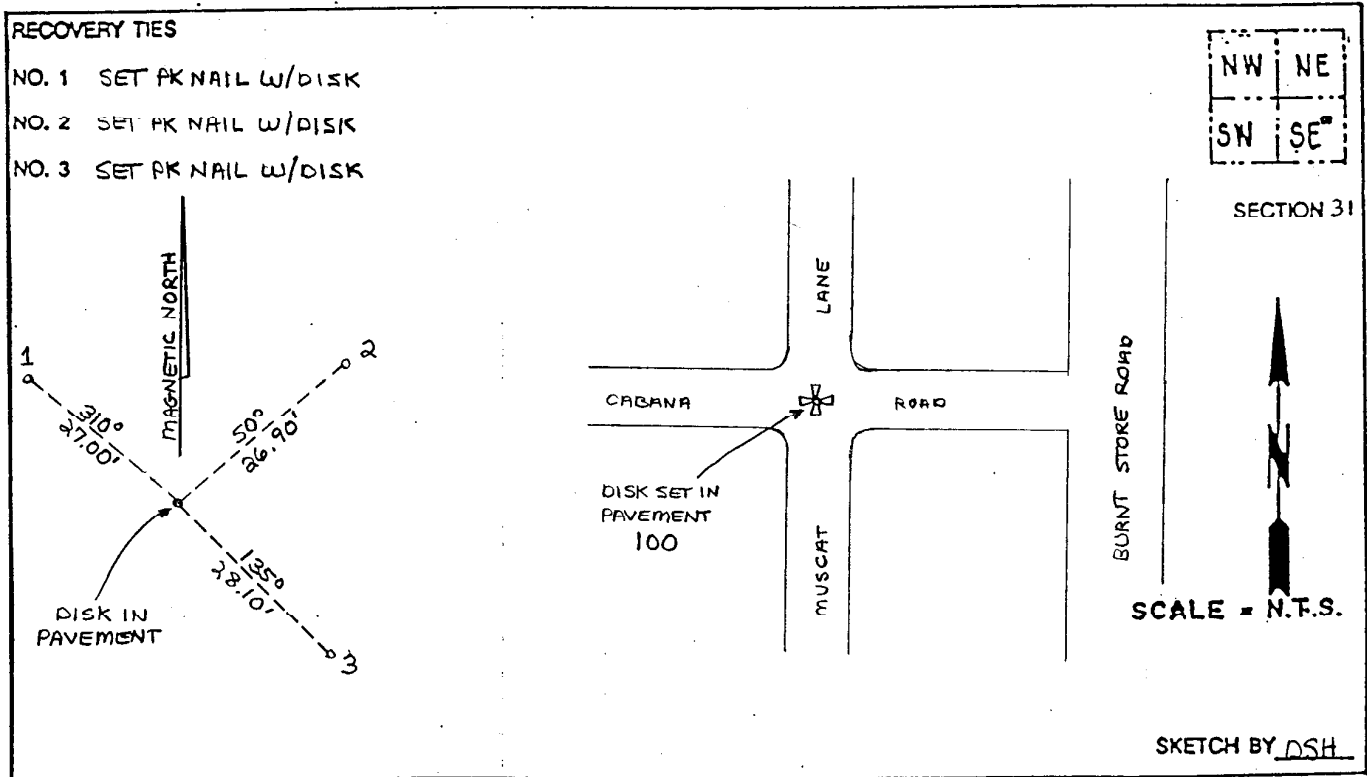 RECOVERY TIES
NO. 1 SET PK NAIL W/DISK
NO. 2 SET PK NAIL W/DISK
NO. 3 SET PK NAIL W/DISK
NW NE
SW SE
SECTION 31
MAGNETIC NORTH
1
2
310°
27.00'
50°
26.90'
135°
28.10'
3
DISK IN
PAVEMENT
LANE
CABANA ROAD
DISK SET IN
PAVEMENT
100
MUSCAT
BURNT STORE ROAD
N
SCALE = N.T.S.
SKETCH BY DSH